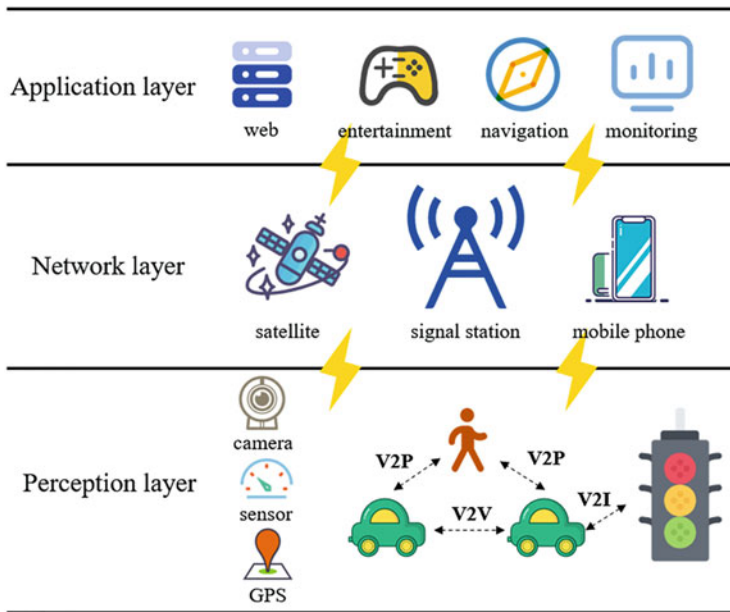 Application layer
web
entertainment
navigation
monitoring
Network layer
satellite
signal station
mobile phone
Perception layer
camera
sensor
GPS
V2P
V2P
V2V
V2I